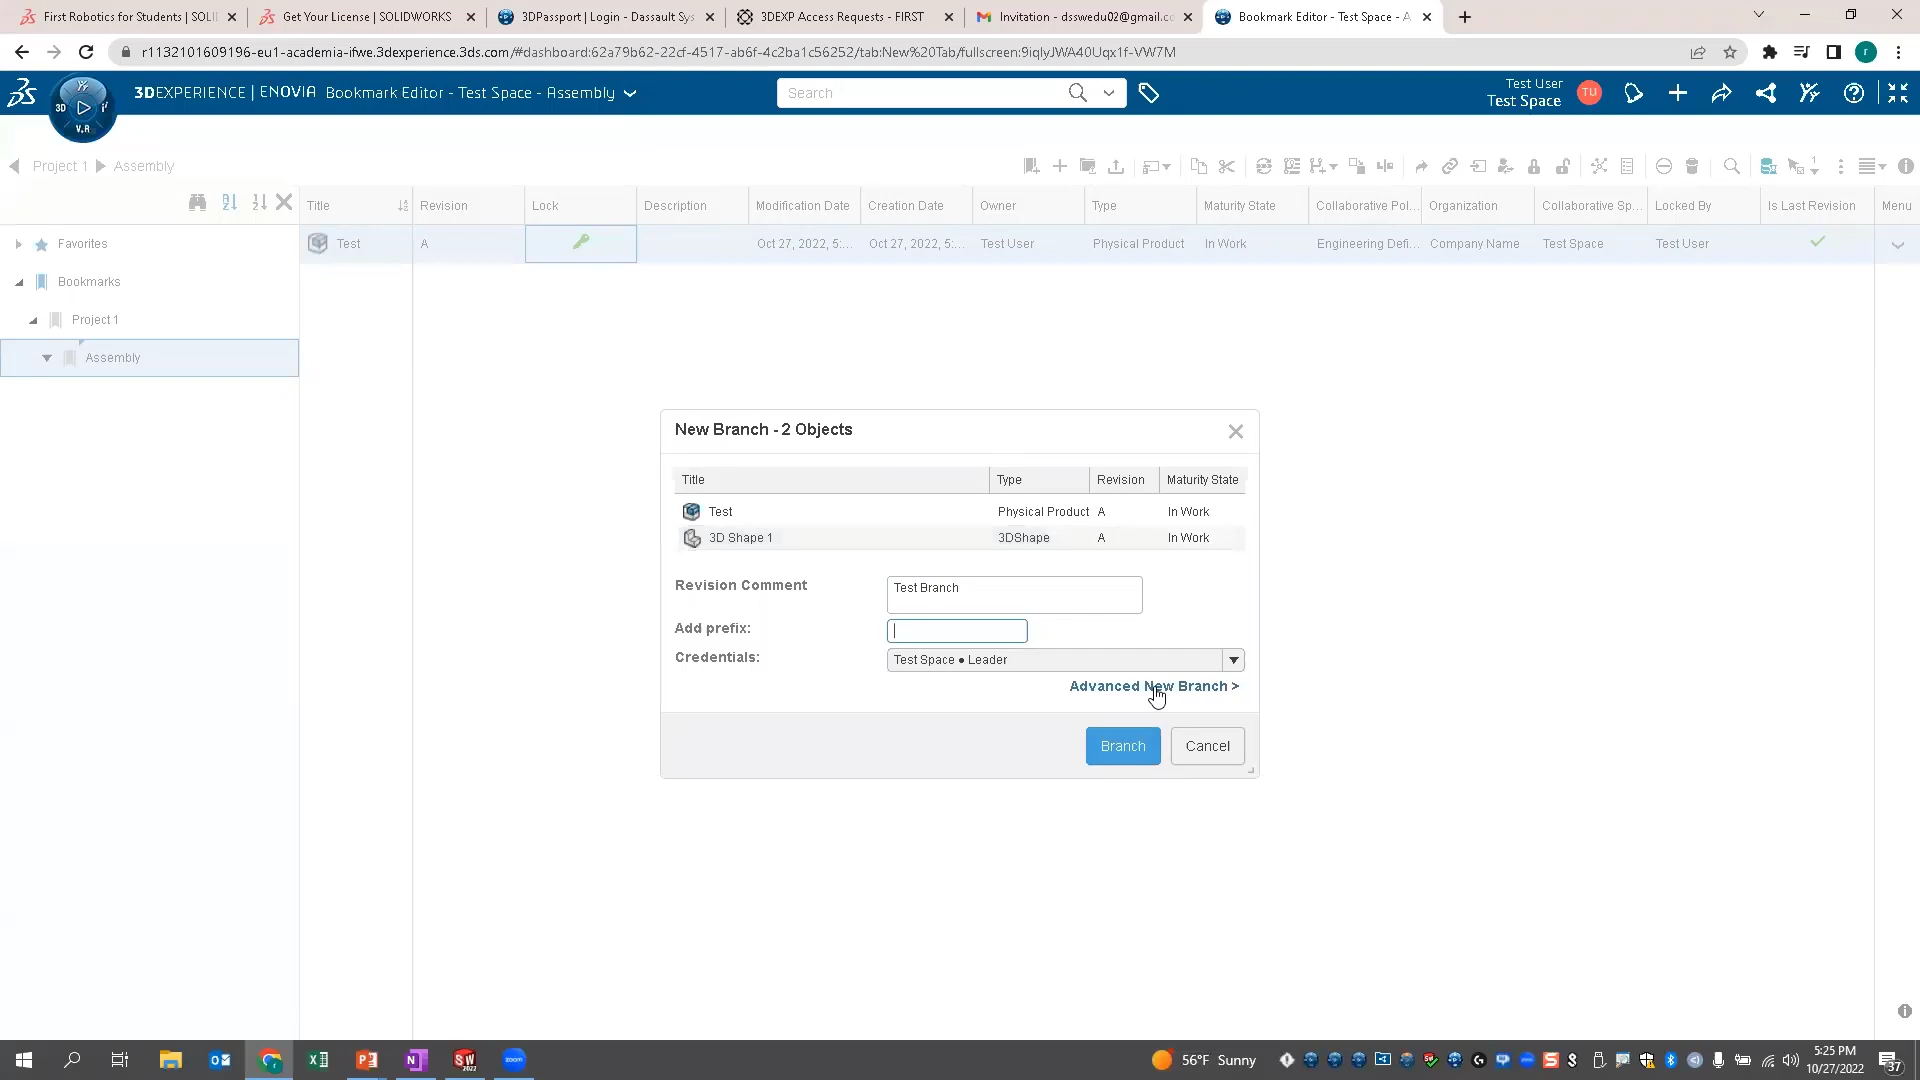 First Robotics for Students | SOLI
Get Your License | SOLIDWORKS
3DPassport | Login - Dassault Sys
3DEXP Access Requests - FIRST
Invitation - dsswedu02@gmail.co
Bookmark Editor - Test Space - A
r1132101609196-eu1-academia-ifwe.3dexperience.3ds.com/#dashboard:62a79b62-22cf-4517-ab6f-4c2ba1c56252/tab:New%20Tab/fullscreen:9iqlyJWA40Uqx1f-VW7M
r
3DEXPERIENCE | ENOVIA Bookmark Editor - Test Space - Assembly
3D
V.R
Search
Test User
Test Space
TU
Project 1 Assembly
Title
Revision
Lock
Description
Modification Date
Creation Date
Owner
Type
Maturity State
Collaborative Pol...
Organization
Collaborative Sp...
Locked By
Is Last Revision
Menu
Favorites
Test
A
Oct 27, 2022, 5:...
Oct 27, 2022, 5:...
Test User
Physical Product
In Work
Engineering Defi...
Company Name
Test Space
Test User
Bookmarks
Project 1
Assembly
New Branch - 2 Objects
Title Type Revision Maturity State
Test Physical Product A In Work
3D Shape 1 3DShape A In Work
Revision Comment
Test Branch
Add prefix:
Credentials:
Test Space ● Leader
Advanced New Branch >
Branch
Cancel
56°F Sunny
5:25 PM
10/27/2022
37